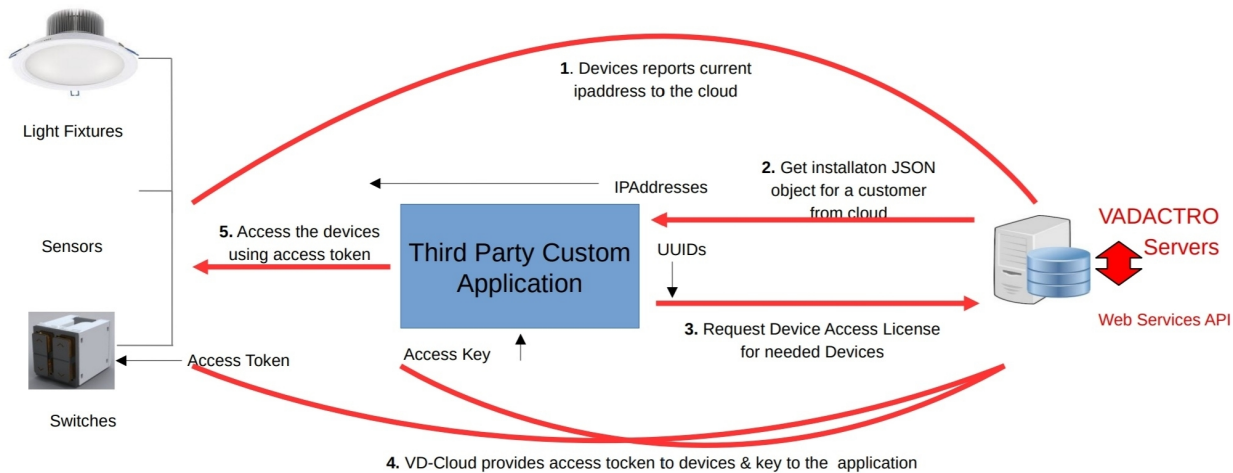 1. Devices reports current
ipaddress to the cloud
Light Fixtures
2. Get installaton JSON
object for a customer
from cloud
IPAddresses
VADACTRO
Servers
Sensors
5. Access the devices
using access token
Third Party Custom
Application
UUIDs
Web Services API
3. Request Device Access License
for needed Devices
Access Key
Access Token
Switches
4. VD-Cloud provides access tocken to devices & key to the application